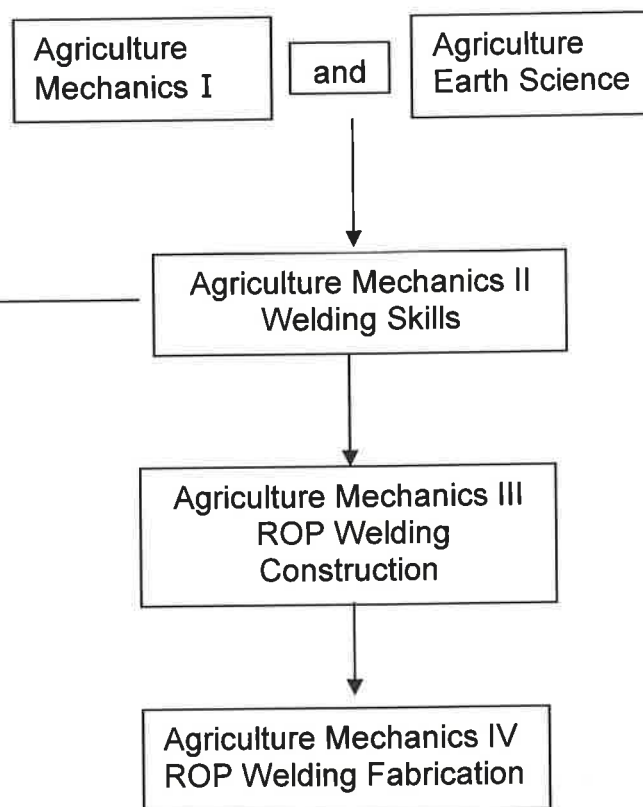 Agriculture
Mechanics I
and
Agriculture
Earth Science
Agriculture Mechanics II
Welding Skills
Agriculture Mechanics III
ROP Welding
Construction
Agriculture Mechanics IV
ROP Welding Fabrication